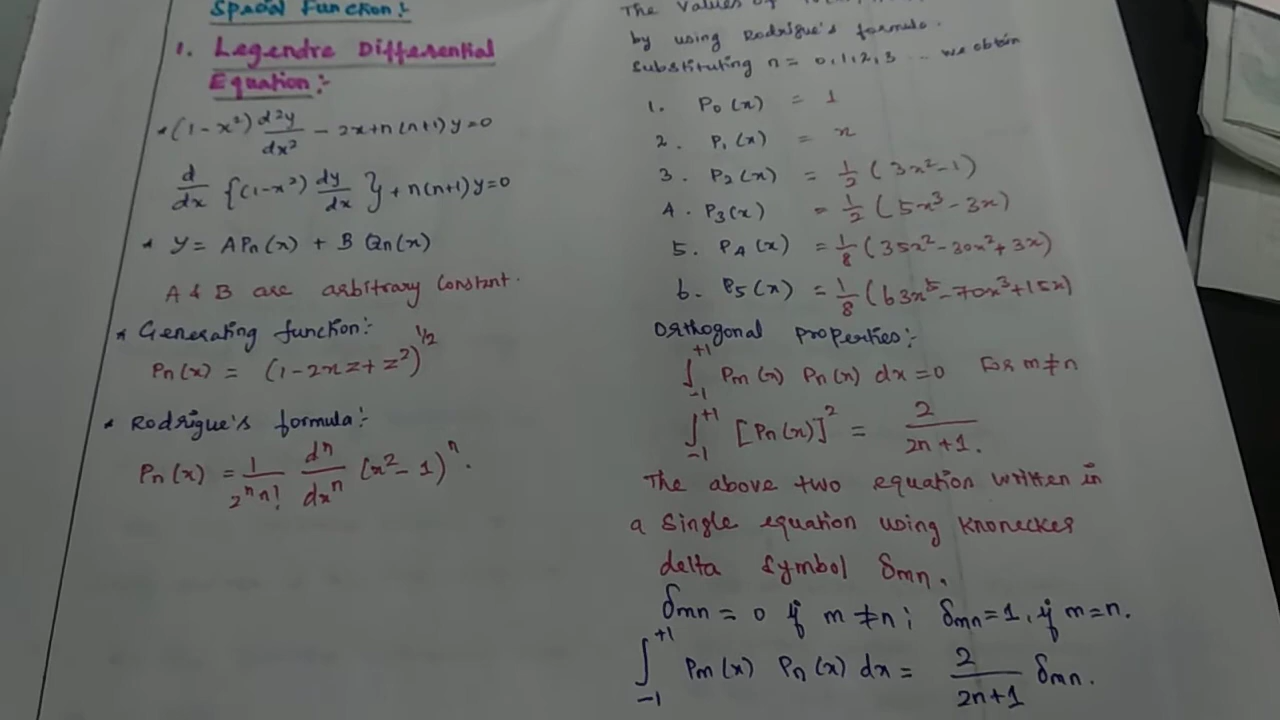 Special Function:-
1. Legendre Differential
Equation:-
* (1-x²) d²y/dx² - 2x+n(n+1)y=0
d/dx {(1-x²) dy/dx} + n(n+1)y=0
* y= APn(x) + B Qn(x)
A & B are arbitrary Constant.
* Generating function:-
Pn(x) = (1-2xz+z²)^1/2
* Rodrigue's formula:-
Pn(x) = 1/2ⁿn! dⁿ/dxⁿ (x²-1)ⁿ.
The Values of
by using Rodrigue's formula.
Substituting n= 0,1,2,3 ... we obtain
1. P₀(x) = 1
2. P₁(x) = x
3. P₂(x) = 1/2 (3x²-1)
4. P₃(x) = 1/2 (5x³-3x)
5. P₄(x) = 1/8 (35x²-30x²+3x)
6. P₅(x) = 1/8 (63x⁵-70x³+15x)
Orthogonal properties:-
∫₋₁⁺¹ Pm(x) Pn(x) dx=0 For m≠n
∫₋₁⁺¹ [Pn(x)]² = 2/2n+1.
The above two equation written in
a single equation using Knonecker
delta symbol δmn.
δmn = 0 if m≠n; δmn=1, if m=n.
∫₋₁⁺¹ Pm(x) Pn(x) dx = 2/2n+1 δmn.